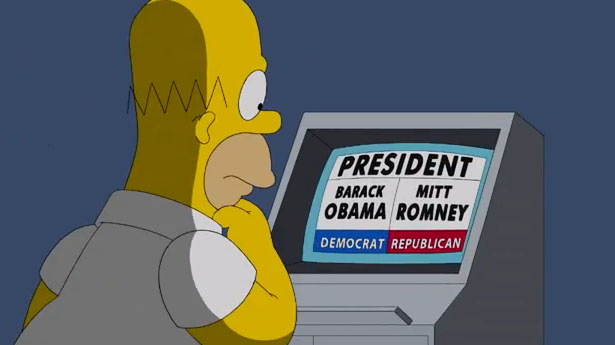 PRESIDENT
BARACK OBAMA
MITT ROMNEY
DEMOCRAT
REPUBLICAN